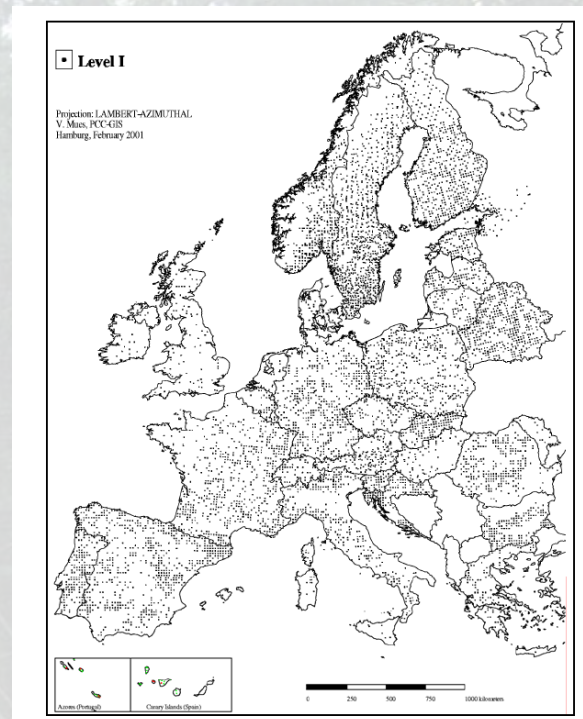 Level I
Projection: LAMBERT-AZIMUTHAL
V. Mues, PCC-GIS
Hamburg, February 2001
Azores (Portugal)
Canary Islands (Spain)
0 250 500 750 1000 kilometers